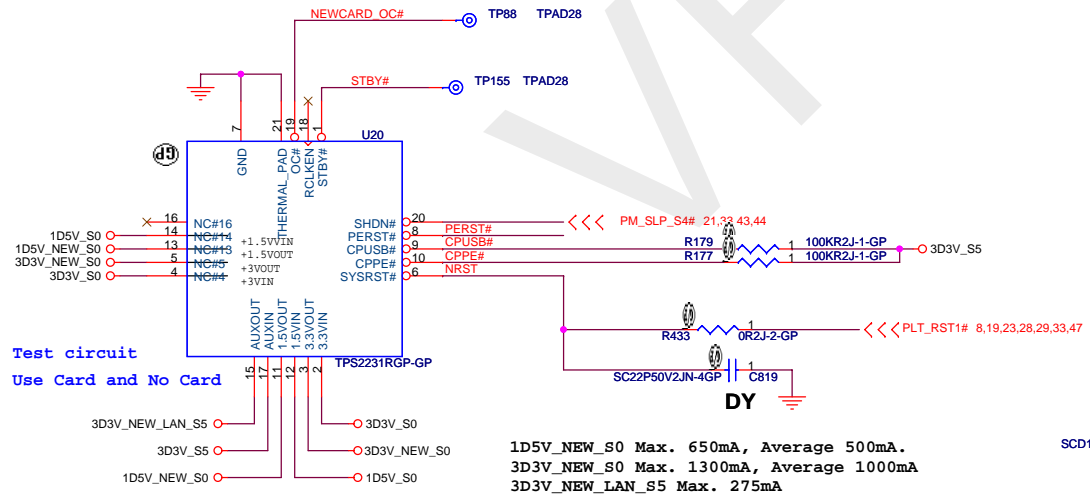 NEWCARD_OC#
TP88 TPAD28
STBY#
TP155 TPAD28
U20
GP
7
21
19
18
1
GND
THERMAL_PAD
OC#
RCLKEN
STBY#
16
NC#16
1D5V_S0
14
NC#14
+1.5VVIN
1D5V_NEW_S0
13
NC#13
+1.5VOUT
3D3V_NEW_S0
5
NC#5
+3VOUT
3D3V_S0
4
NC#4
+3VIN
SHDN#
20
PM_SLP_S4# 21,33,43,44
PERST#
8
PERST#
CPUSB#
9
CPUSB#
R179
1
100KR2J-1-GP
3D3V_S5
CPPE#
10
CPPE#
R177
1
100KR2J-1-GP
SYSRST#
6
NRST
R433
1
0R2J-2-GP
PLT_RST1# 8,19,23,28,29,33,47
SC22P50V2JN-4GP
1
C819
DY
AUXOUT
AUXIN
1.5VOUT
1.5VIN
3.3VOUT
3.3VIN
TPS2231RGP-GP
15
17
11
12
3
2
Test circuit
Use Card and No Card
3D3V_NEW_LAN_S5
3D3V_S0
3D3V_S5
3D3V_NEW_S0
1D5V_NEW_S0
1D5V_S0
1D5V_NEW_S0 Max. 650mA, Average 500mA.
3D3V_NEW_S0 Max. 1300mA, Average 1000mA
3D3V_NEW_LAN_S5 Max. 275mA
SCD1